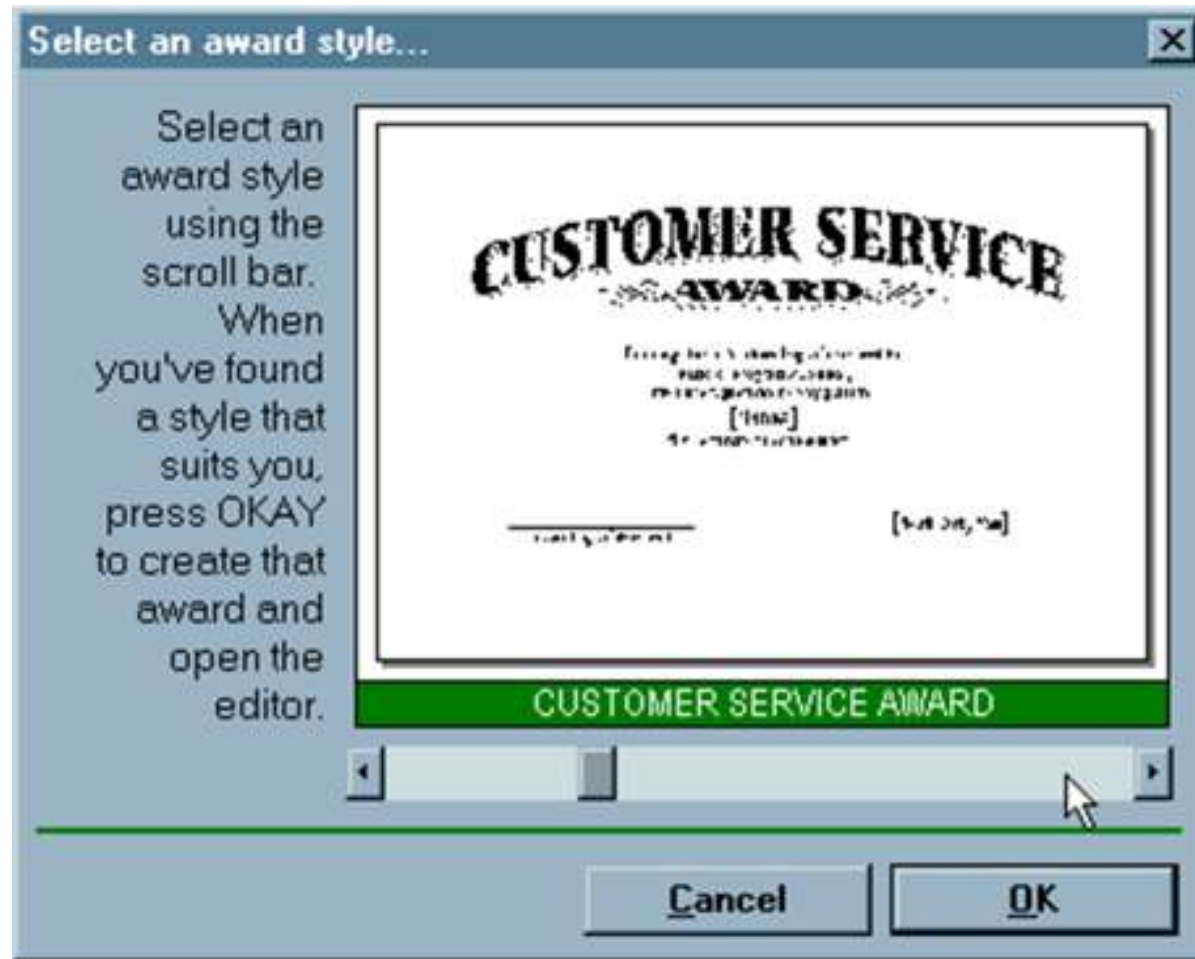 Select an award style...
Select an
award style
using the
scroll bar.
When
you've found
a style that
suits you,
press OKAY
to create that
award and
open the
editor.
CUSTOMER SERVICE
AWARD
CUSTOMER SERVICE AWARD
Cancel
OK